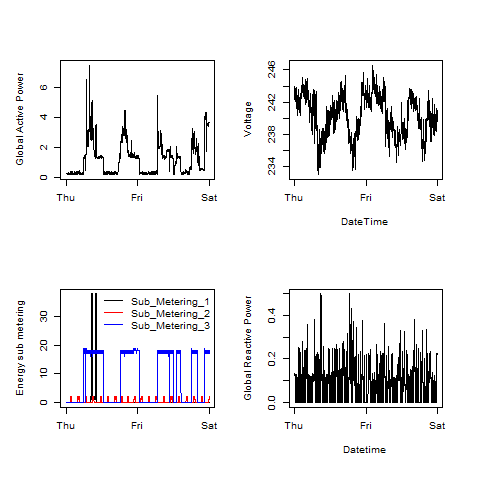 Global Active Power
0 2 4 6
Thu Fri Sat
Voltage
234 238 242 246
Thu Fri Sat
DateTime
Energy sub metering
0 10 20 30
Sub_Metering_1
Sub_Metering_2
Sub_Metering_3
Thu Fri Sat
Global Reactive Power
0.0 0.2 0.4
Thu Fri Sat
Datetime